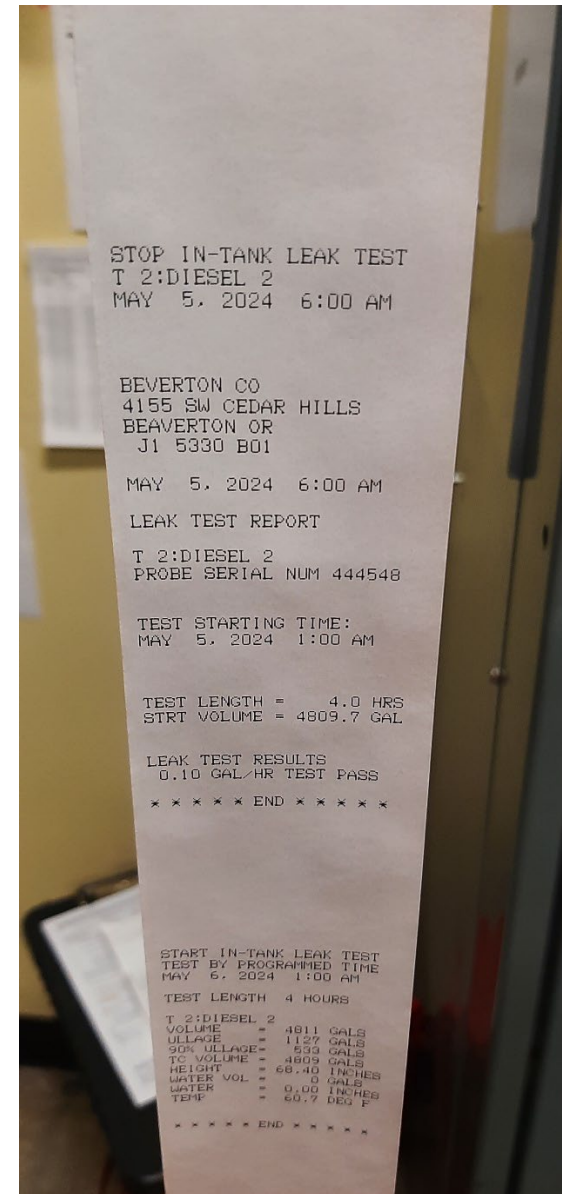 STOP IN-TANK LEAK TEST
T 2:DIESEL 2
MAY 5, 2024 6:00 AM
BEVERTON CO
4155 SW CEDAR HILLS
BEAVERTON OR
J1 5330 B01
MAY 5, 2024 6:00 AM
LEAK TEST REPORT
T 2:DIESEL 2
PROBE SERIAL NUM 444548
TEST STARTING TIME:
MAY 5, 2024 1:00 AM
TEST LENGTH = 4.0 HRS
STRT VOLUME = 4809.7 GAL
LEAK TEST RESULTS
0.10 GAL/HR TEST PASS
* * * * * END * * * * *
START IN-TANK LEAK TEST
TEST BY PROGRAMMED TIME
MAY 6, 2024 1:00 AM
TEST LENGTH 4 HOURS
T 2:DIESEL 2
VOLUME = 4811 GALS
ULLAGE = 1127 GALS
90% ULLAGE= 533 GALS
TC VOLUME = 4809 GALS
HEIGHT = 68.40 INCHES
WATER VOL = 0 GALS
WATER = 0.00 INCHES
TEMP = 60.7 DEG F
* * * * * END * * * * *